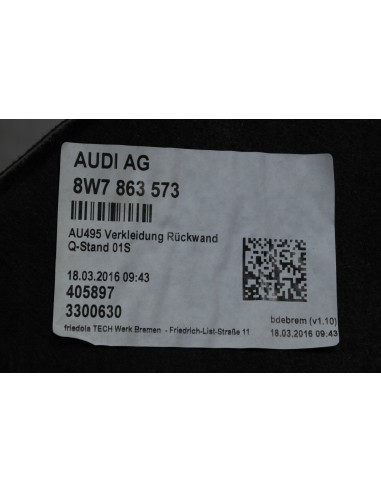 AUDI AG
8W7 863 573
AU495 Verkleidung Rückwand
Q-Stand 01S
18.03.2016 09:43
405897
3300630
bdebrem (v1.10)
friedola TECH Werk Bremen - Friedrich-List-Straße 11
18.03.2016 09:43